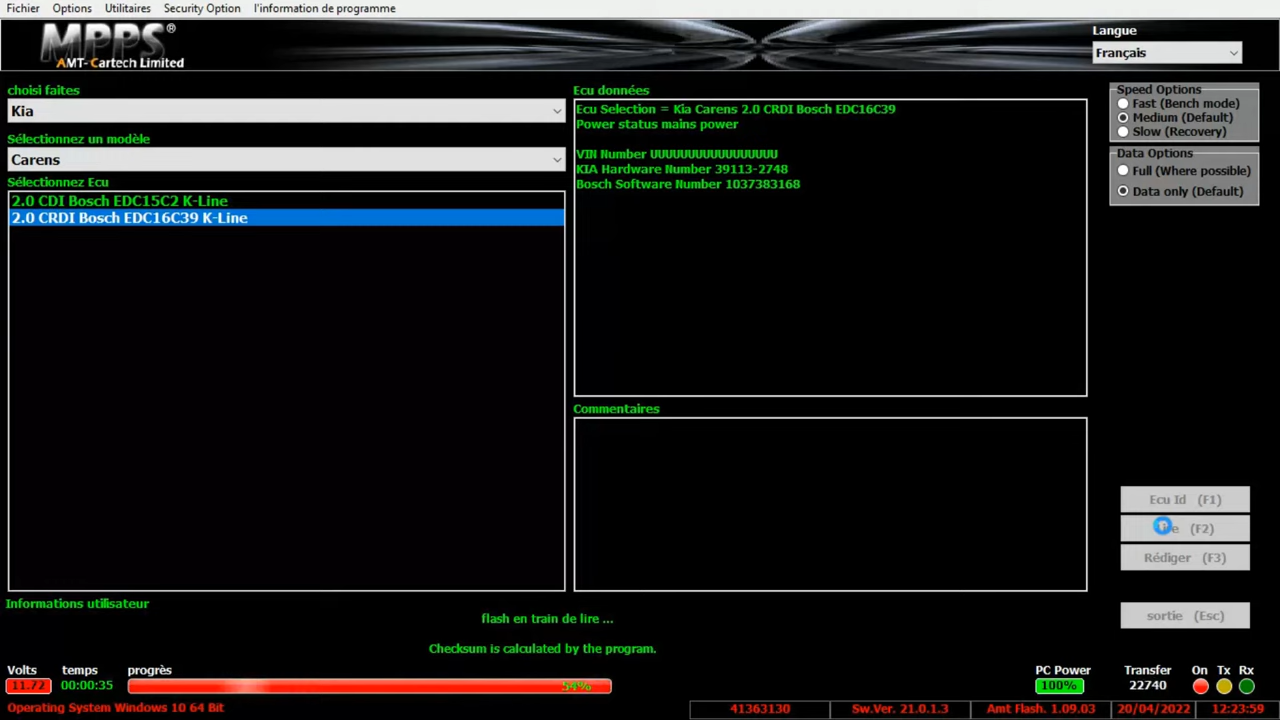 Fichier Options Utilitaires Security Option l'information de programme
MPPS®
AMT- Cartech Limited
Langue
Français
choisi faites
Kia
Sélectionnez un modèle
Carens
Sélectionnez Ecu
2.0 CDI Bosch EDC15C2 K-Line
2.0 CRDI Bosch EDC16C39 K-Line
Ecu données
Ecu Selection = Kia Carens 2.0 CRDI Bosch EDC16C39
Power status mains power
VIN Number UUUUUUUUUUUUUUUUU
KIA Hardware Number 39113-2748
Bosch Software Number 1037383168
Commentaires
Speed Options
Fast (Bench mode)
Medium (Default)
Slow (Recovery)
Data Options
Full (Where possible)
Data only (Default)
Ecu Id (F1)
(F2)
Rédiger (F3)
sortie (Esc)
Informations utilisateur
flash en train de lire ...
Checksum is calculated by the program.
Volts temps progrès
11.72 00:00:35 54%
PC Power Transfer On Tx Rx
100% 22740
Operating System Windows 10 64 Bit
41363130 Sw.Ver. 21.0.1.3 Amt Flash. 1.09.03 20/04/2022 12:23:59